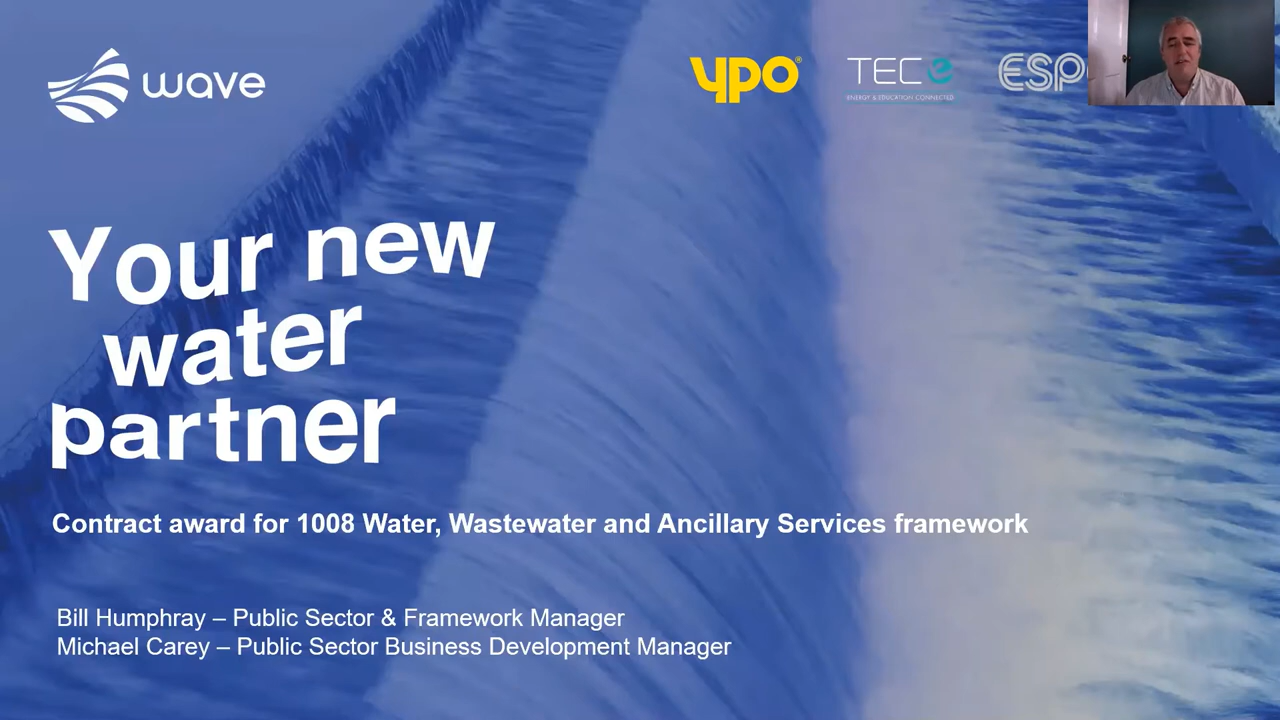 wave
ypo®
TEC e
ENERGY & EDUCATION CONNECTED
ESP
Your new
water
partner
Contract award for 1008 Water, Wastewater and Ancillary Services framework
Bill Humphray – Public Sector & Framework Manager
Michael Carey – Public Sector Business Development Manager